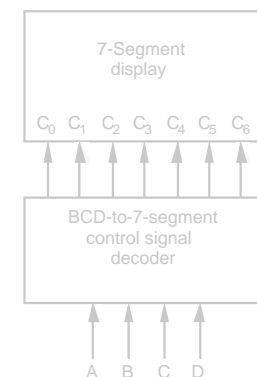 7-Segment
display
C0 C1 C2 C3 C4 C5 C6
BCD-to-7-segment
control signal
decoder
A B C D